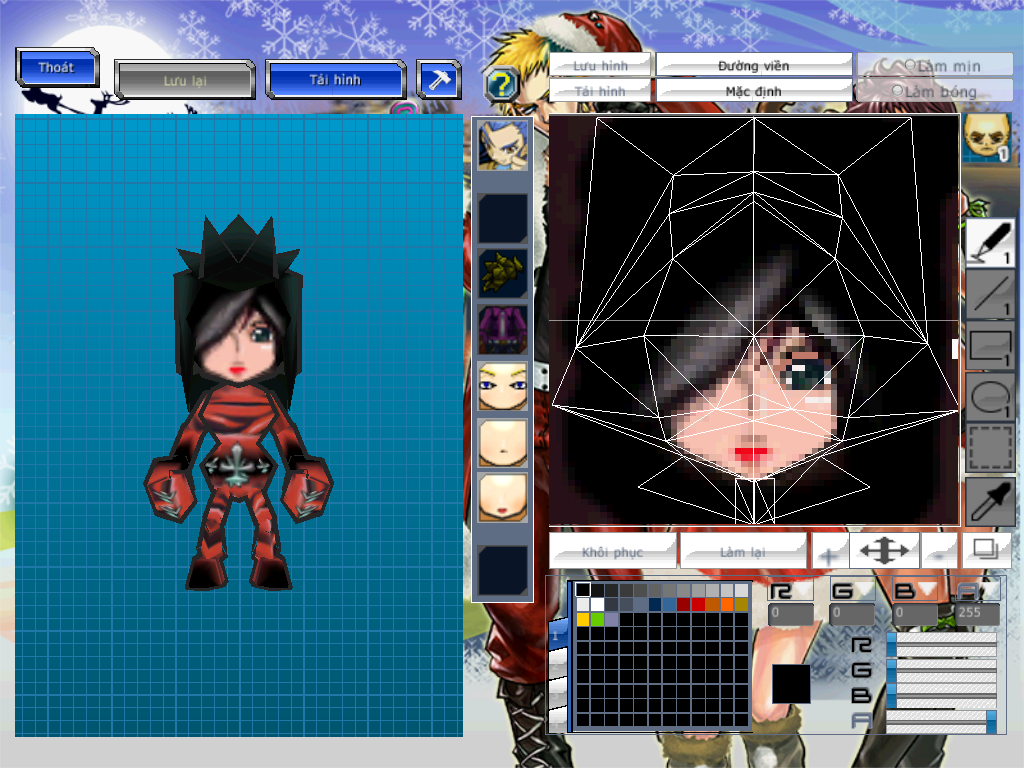 Thoát
Lưu lại
Tải hình
?
Lưu hình
Đường viền
Làm mịn
Tải hình
Mặc định
Làm bóng
1
1
1
1
1
Khôi phục
Làm lại
+
-
R
G
B
A
0
0
0
255
1
R
G
B
A